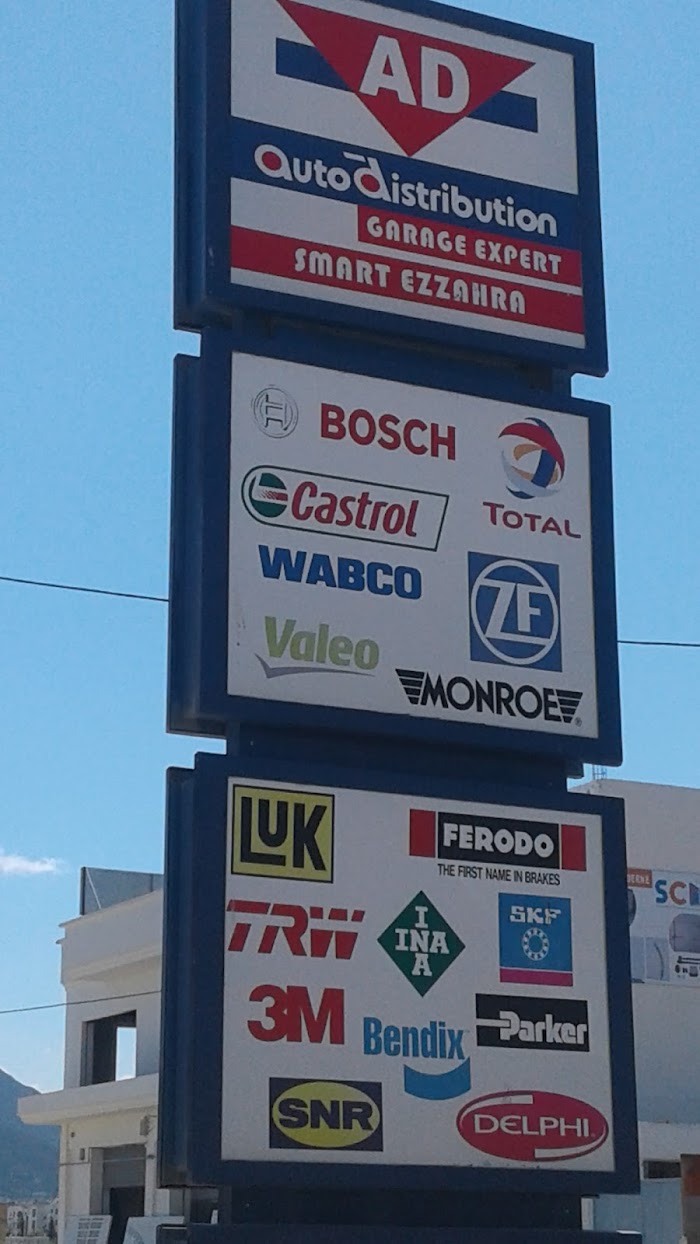 AD
autodistribution
GARAGE EXPERT
SMART EZZAHRA
BOSCH
TOTAL
Castrol
WABCO
ZF
Valeo
MONROE®
LUK
FERODO
THE FIRST NAME IN BRAKES
TRW
INA
INA
SKF
3M
Bendix
Parker
SNR
DELPHI